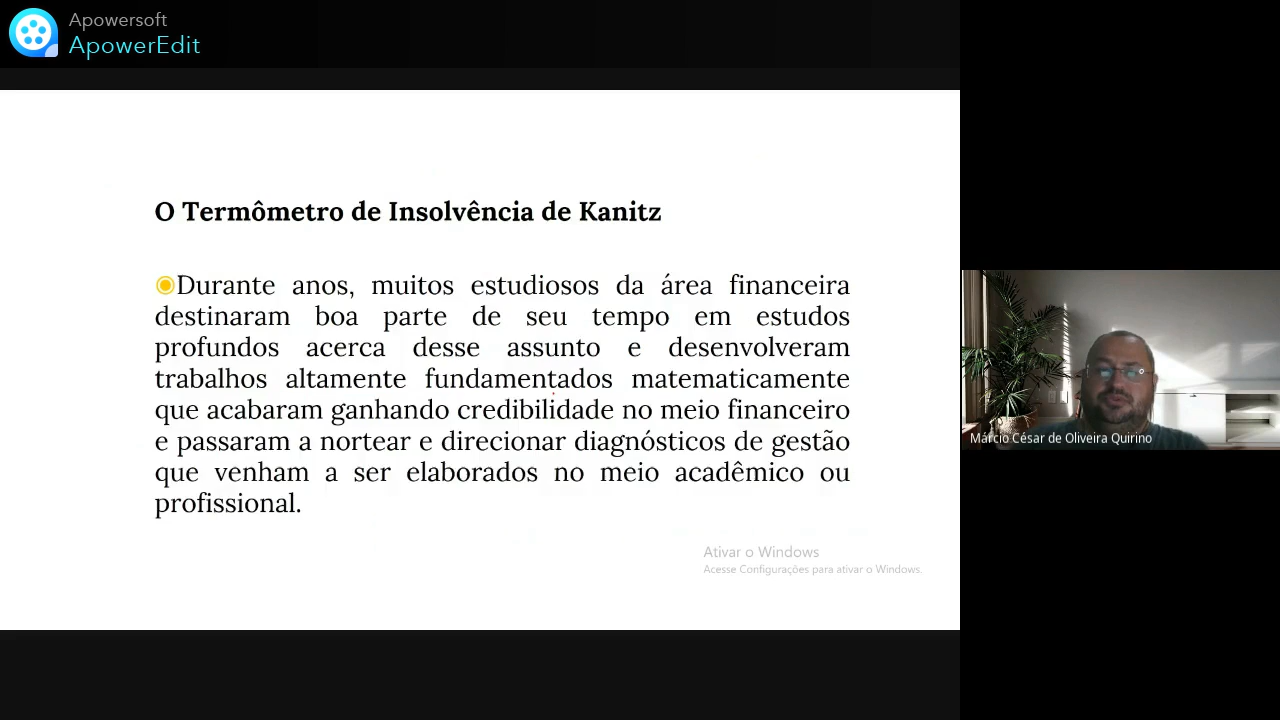 Apowersoft
ApowerEdit
O Termômetro de Insolvência de Kanitz
Durante anos, muitos estudiosos da área financeira
destinaram boa parte de seu tempo em estudos
profundos acerca desse assunto e desenvolveram
trabalhos altamente fundamentados matematicamente
que acabaram ganhando credibilidade no meio financeiro
e passaram a nortear e direcionar diagnósticos de gestão
que venham a ser elaborados no meio acadêmico ou
profissional.
Ativar o Windows
Acesse Configurações para ativar o Windows.
Márcio César de Oliveira Quirino